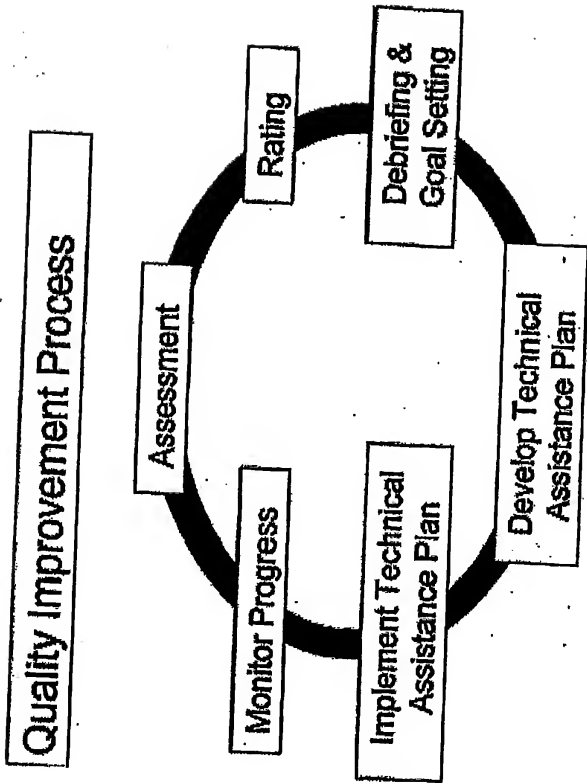 Quality Improvement Process
Assessment
Rating
Debriefing &
Goal Setting
Develop Technical
Assistance Plan
Implement Technical
Assistance Plan
Monitor Progress